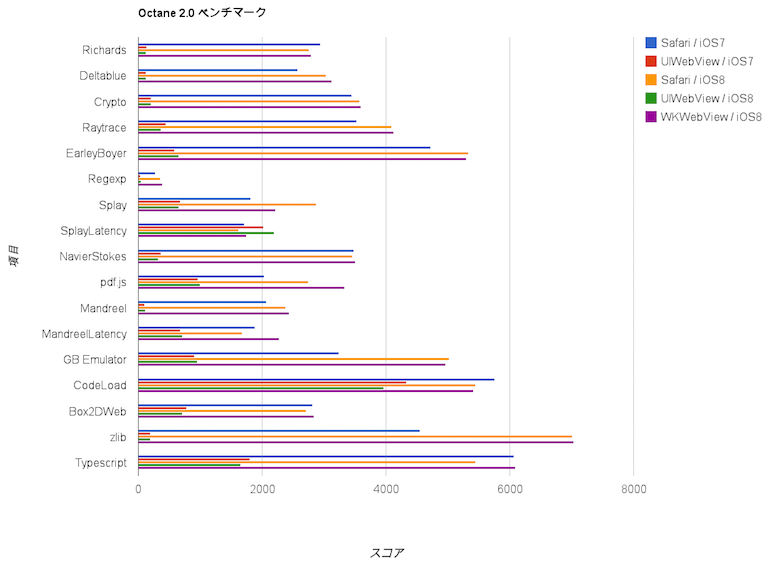 Octane 2.0 ベンチマーク
Safari / iOS7
UIWebView / iOS7
Safari / iOS8
UIWebView / iOS8
WKWebView / iOS8
項目
Richards
Deltablue
Crypto
Raytrace
EarleyBoyer
Regexp
Splay
SplayLatency
NavierStokes
pdf.js
Mandreel
MandreelLatency
GB Emulator
CodeLoad
Box2DWeb
zlib
Typescript
0 2000 4000 6000 8000
スコア